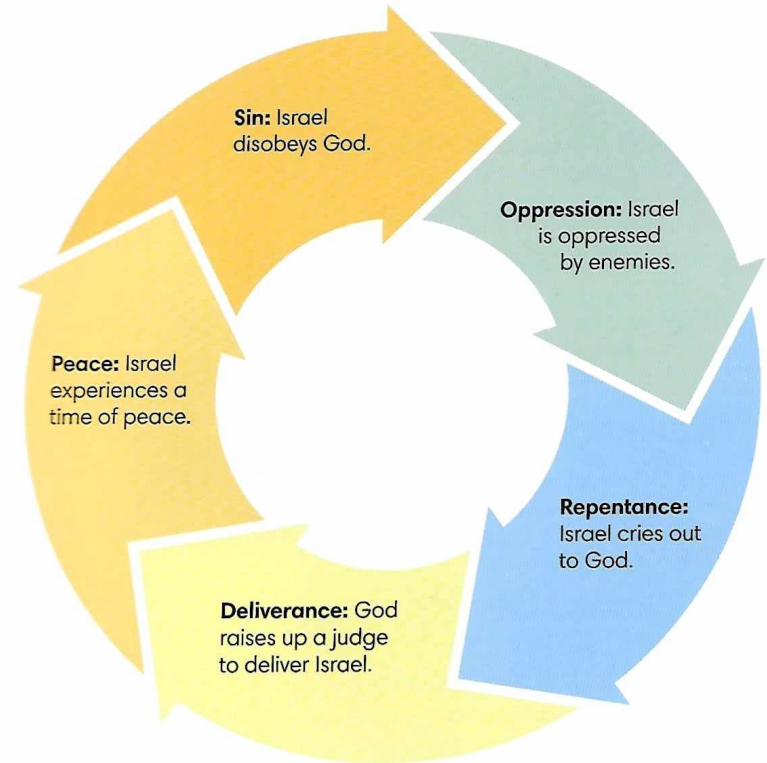 Sin: Israel
disobeys God.
Oppression: Israel
is oppressed
by enemies.
Repentance:
Israel cries out
to God.
Deliverance: God
raises up a judge
to deliver Israel.
Peace: Israel
experiences a
time of peace.